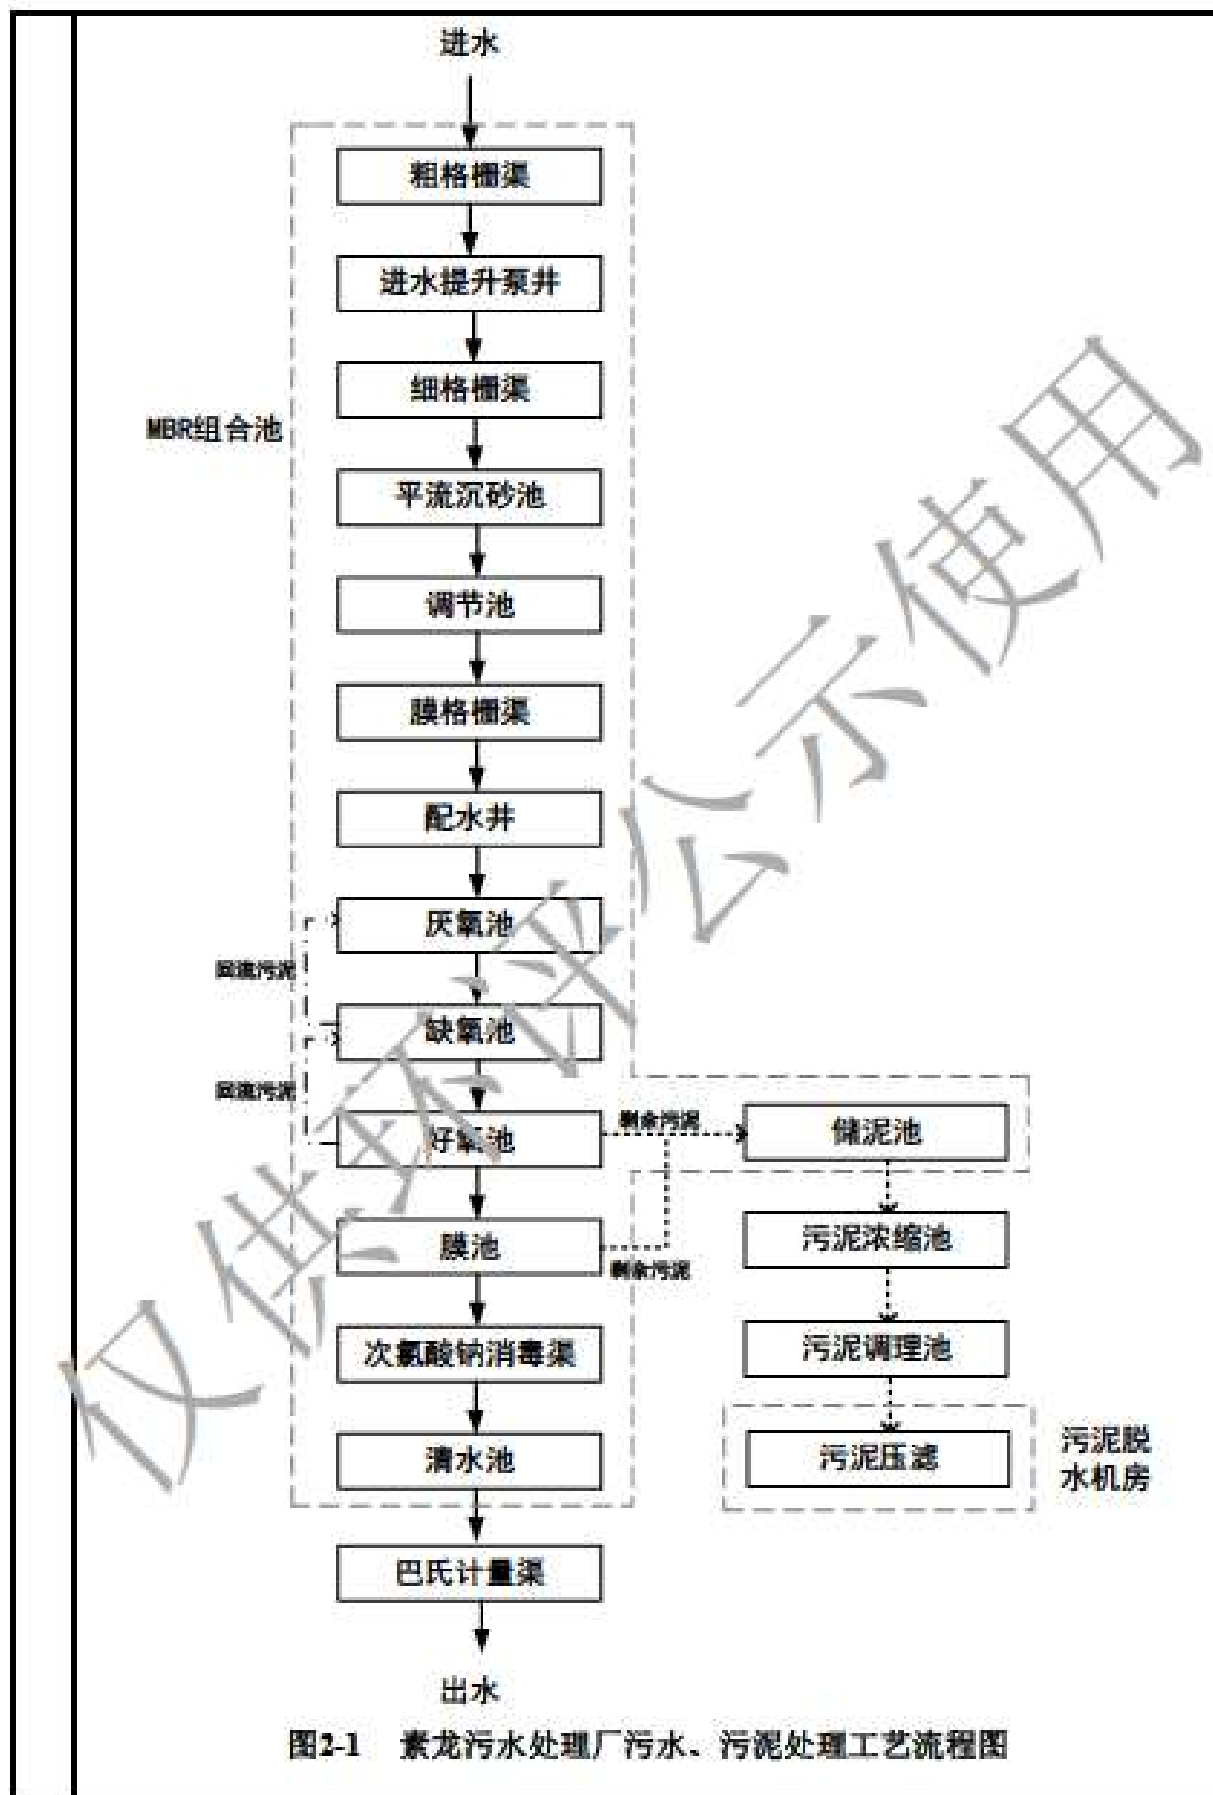 进水
粗格栅渠
进水提升泵井
细格栅渠
MBR组合池
平流沉砂池
调节池
膜格栅渠
配水井
厌氧池
回流污泥
缺氧池
回流污泥
好氧池
剩余污泥
储泥池
膜池
剩余污泥
污泥浓缩池
次氯酸钠消毒渠
污泥调理池
清水池
污泥压滤
污泥脱
水机房
巴氏计量渠
出水
图2-1 素龙污水处理厂污水、污泥处理工艺流程图
仅供环评公示使用